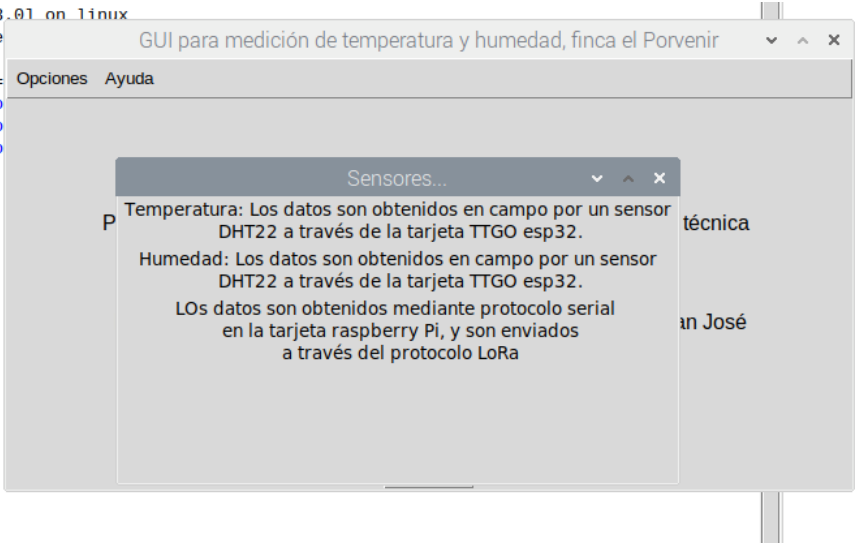 3.0] on linux
GUI para medición de temperatura y humedad, finca el Porvenir
Opciones Ayuda
Sensores...
Temperatura: Los datos son obtenidos en campo por un sensor
DHT22 a través de la tarjeta TTGO esp32.
P técnica
Humedad: Los datos son obtenidos en campo por un sensor
DHT22 a través de la tarjeta TTGO esp32.
LOs datos son obtenidos mediante protocolo serial
en la tarjeta raspberry Pi, y son enviados
an José
a través del protocolo LoRa